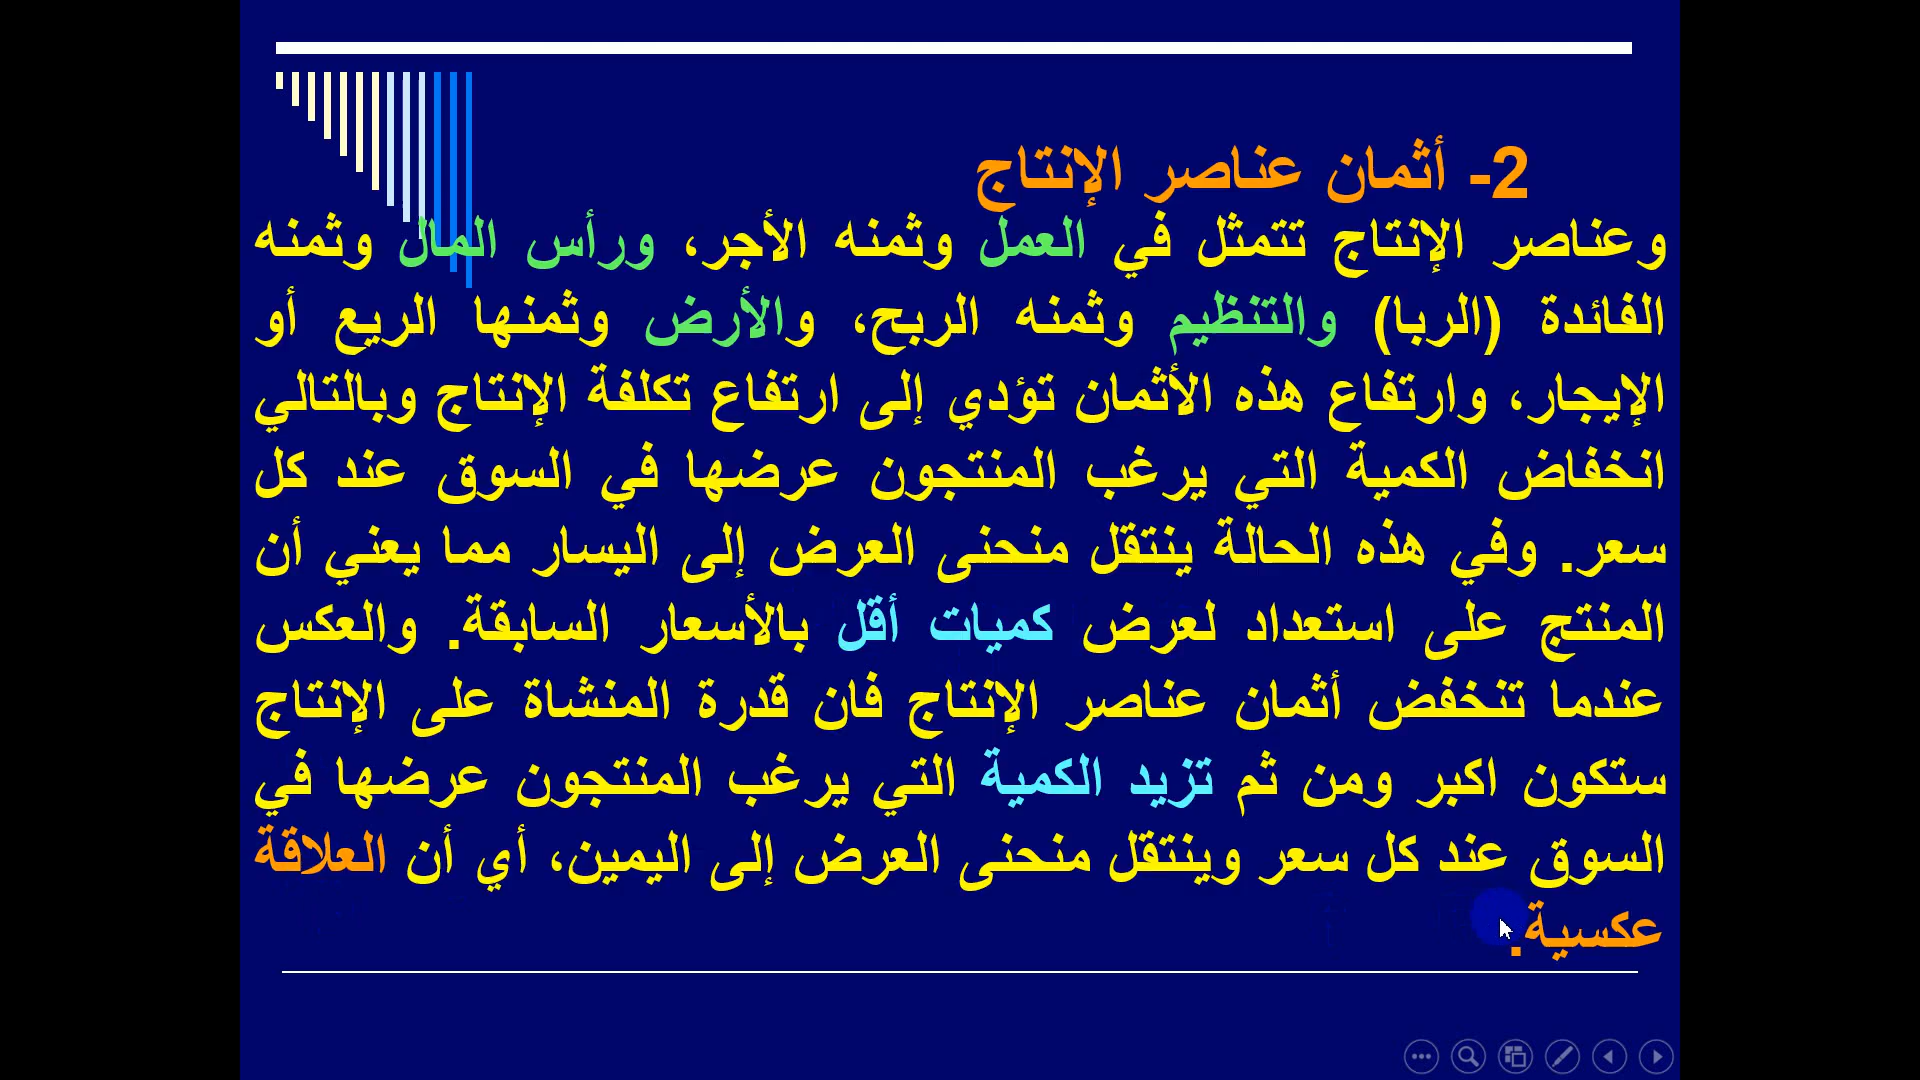 2- أثمان عناصر الإنتاج
وعناصر الإنتاج تتمثل في العمل وثمنه الأجر، ورأس المال وثمنه
الفائدة (الربا) والتنظيم وثمنه الربح، والأرض وثمنها الريع أو
الإيجار، وارتفاع هذه الأثمان تؤدي إلى ارتفاع تكلفة الإنتاج وبالتالي
انخفاض الكمية التي يرغب المنتجون عرضها في السوق عند كل
سعر. وفي هذه الحالة ينتقل منحنى العرض إلى اليسار مما يعني أن
المنتج على استعداد لعرض كميات أقل بالأسعار السابقة. والعكس
عندما تنخفض أثمان عناصر الإنتاج فان قدرة المنشاة على الإنتاج
ستكون اكبر ومن ثم تزيد الكمية التي يرغب المنتجون عرضها في
السوق عند كل سعر وينتقل منحنى العرض إلى اليمين، أي أن العلاقة
عكسية.